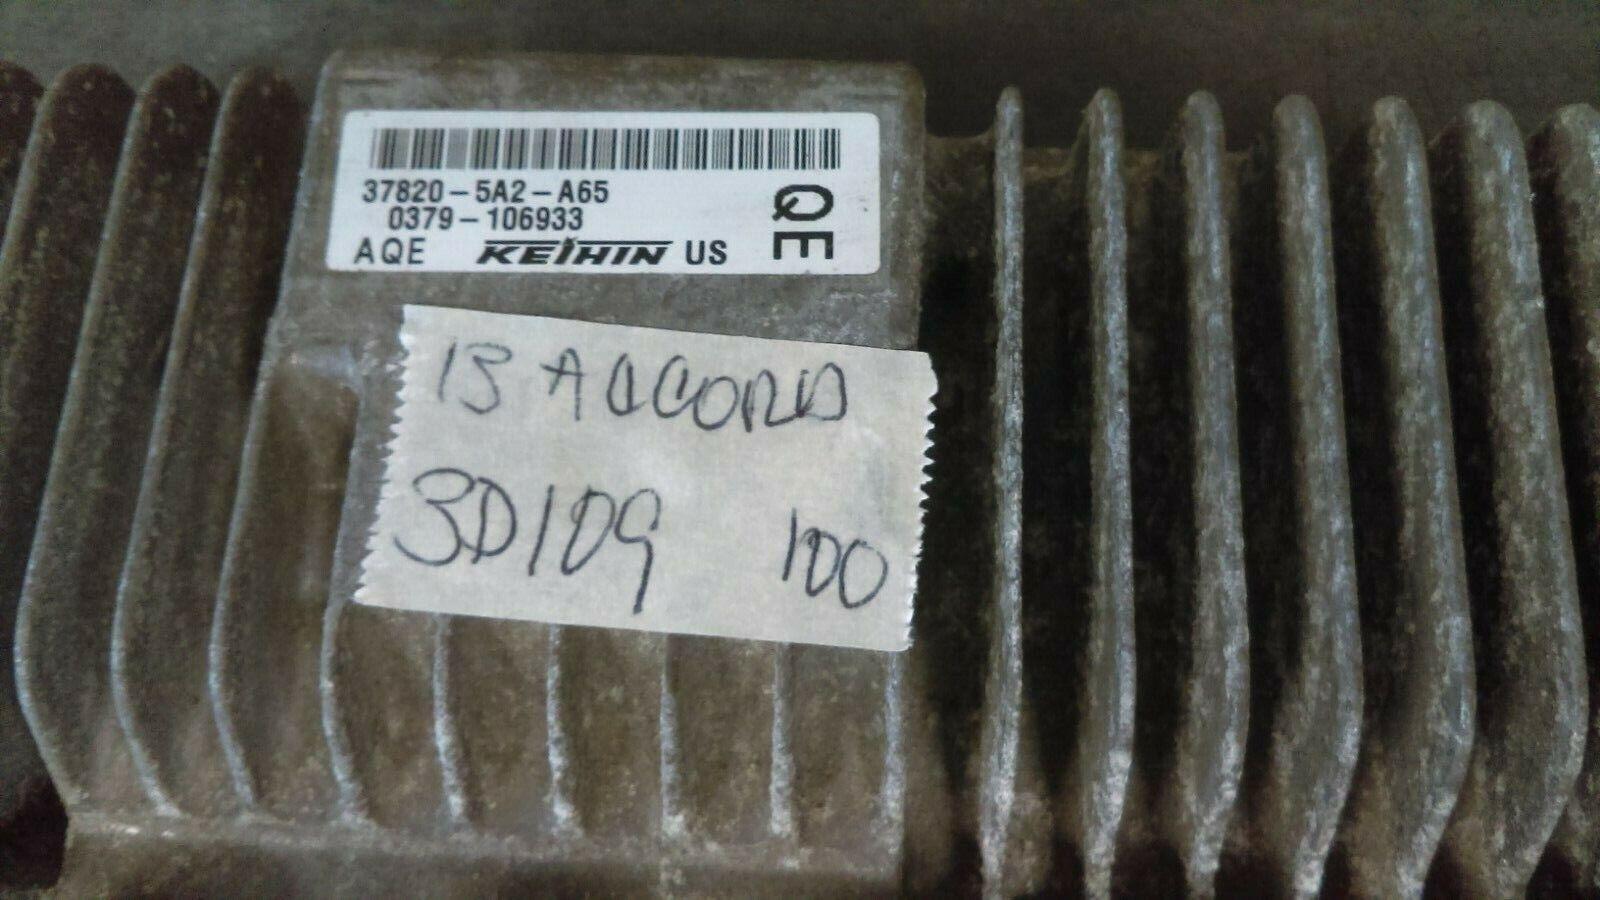 37820-5A2-A65
0379-106933
AQE KEIHIN US
QE
13 ACCORD
3D109 100